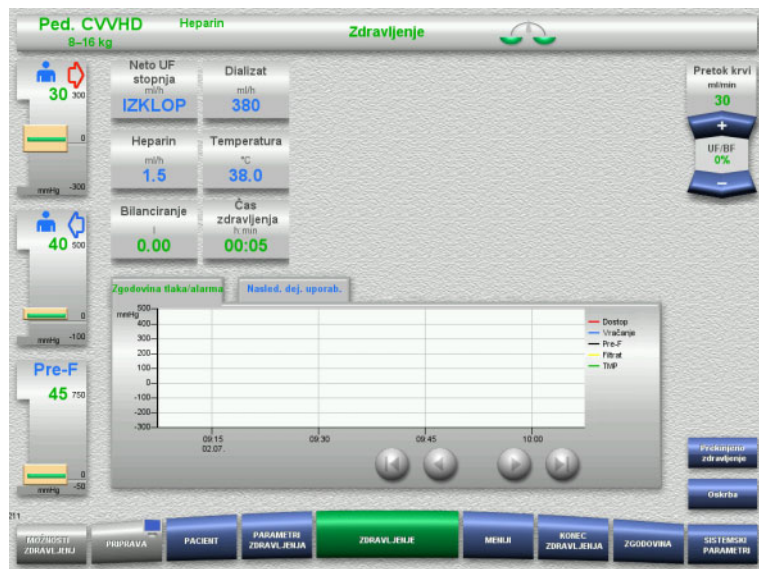 Ped. CVVHD
Heparin
8–16 kg
Zdravljenje
30
300
0
mmHg
-300
40
500
0
mmHg
-100
Pre-F
45
750
0
mmHg
-50
Neto UF
stopnja
ml/h
IZKLOP
Dializat
ml/h
380
Heparin
ml/h
1.5
Temperatura
°C
38.0
Bilanciranje
l
0.00
Čas
zdravljenja
h:min
00:05
Pretok krvi
ml/min
30
+
UF/BF
0%
−
Zgodovina tlaka/alarma
Nasled. dej. uporab.
mmHg
500
400
300
200
100
0
-100
-200
-300
09:15
02.07.
09:30
09:45
10:00
Dostop
Vračanje
Pre-F
Filtrat
TMP
Prekinjeno
zdravljenje
Oskrba
211
MOŽNOSTI
ZDRAVLJENJ
PRIPRAVA
PACIENT
PARAMETRI
ZDRAVLJENJA
ZDRAVLJENJE
MENIJI
KONEC
ZDRAVLJENJA
ZGODOVINA
SISTEMSKI
PARAMETRI